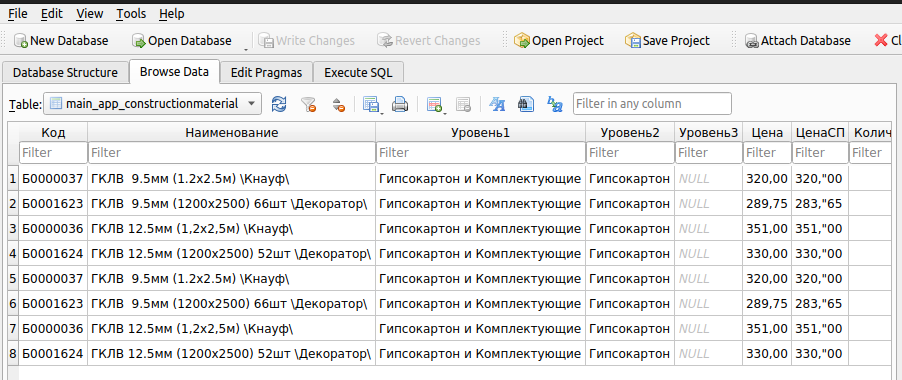 File Edit View Tools Help
New Database Open Database Write Changes Revert Changes Open Project Save Project Attach Database Cl
Database Structure Browse Data Edit Pragmas Execute SQL
Table: main_app_constructionmaterial Filter in any column
Код Наименование Уровень1 Уровень2 Уровень3 Цена ЦенаСП Колич
Filter Filter Filter Filter Filter Filter Filter Filter
1 Б0000037 ГКЛВ 9.5мм (1.2х2.5м) \Кнауф\ Гипсокартон и Комплектующие Гипсокартон NULL 320,00 320,"00
2 Б0001623 ГКЛВ 9.5мм (1200х2500) 66шт \Декоратор\ Гипсокартон и Комплектующие Гипсокартон NULL 289,75 283,"65
3 Б0000036 ГКЛВ 12.5мм (1,2х2,5м) \Кнауф\ Гипсокартон и Комплектующие Гипсокартон NULL 351,00 351,"00
4 Б0001624 ГКЛВ 12.5мм (1200х2500) 52шт \Декоратор\ Гипсокартон и Комплектующие Гипсокартон NULL 330,00 330,"00
5 Б0000037 ГКЛВ 9.5мм (1.2х2.5м) \Кнауф\ Гипсокартон и Комплектующие Гипсокартон NULL 320,00 320,"00
6 Б0001623 ГКЛВ 9.5мм (1200х2500) 66шт \Декоратор\ Гипсокартон и Комплектующие Гипсокартон NULL 289,75 283,"65
7 Б0000036 ГКЛВ 12.5мм (1,2х2,5м) \Кнауф\ Гипсокартон и Комплектующие Гипсокартон NULL 351,00 351,"00
8 Б0001624 ГКЛВ 12.5мм (1200х2500) 52шт \Декоратор\ Гипсокартон и Комплектующие Гипсокартон NULL 330,00 330,"00